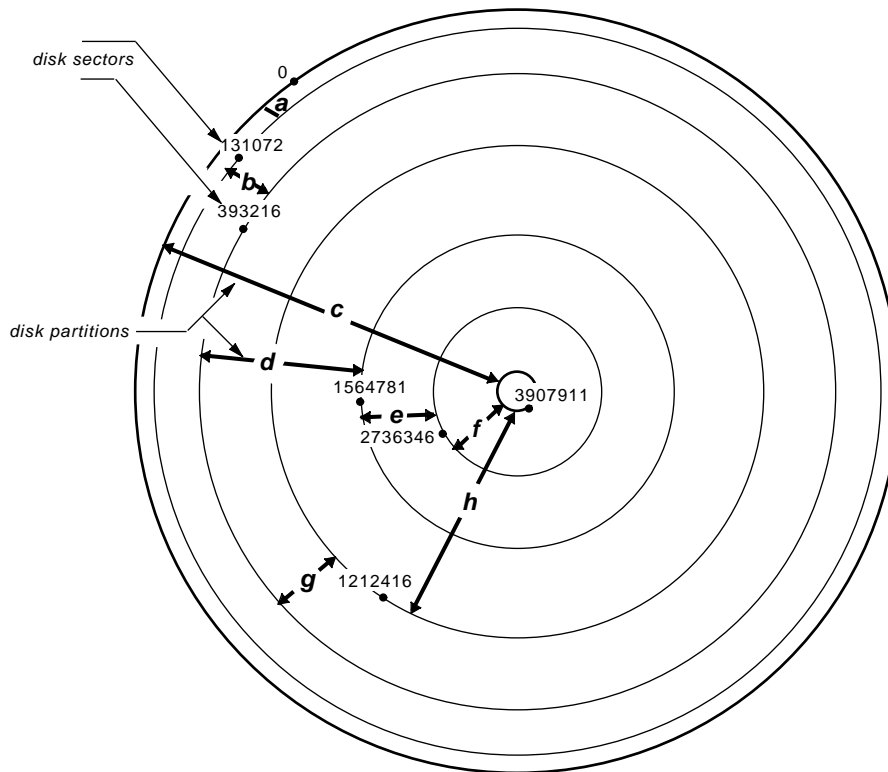 disk sectors
0
a
131072
b
393216
c
disk partitions
d
1564781
3907911
e
f
2736346
h
g
1212416